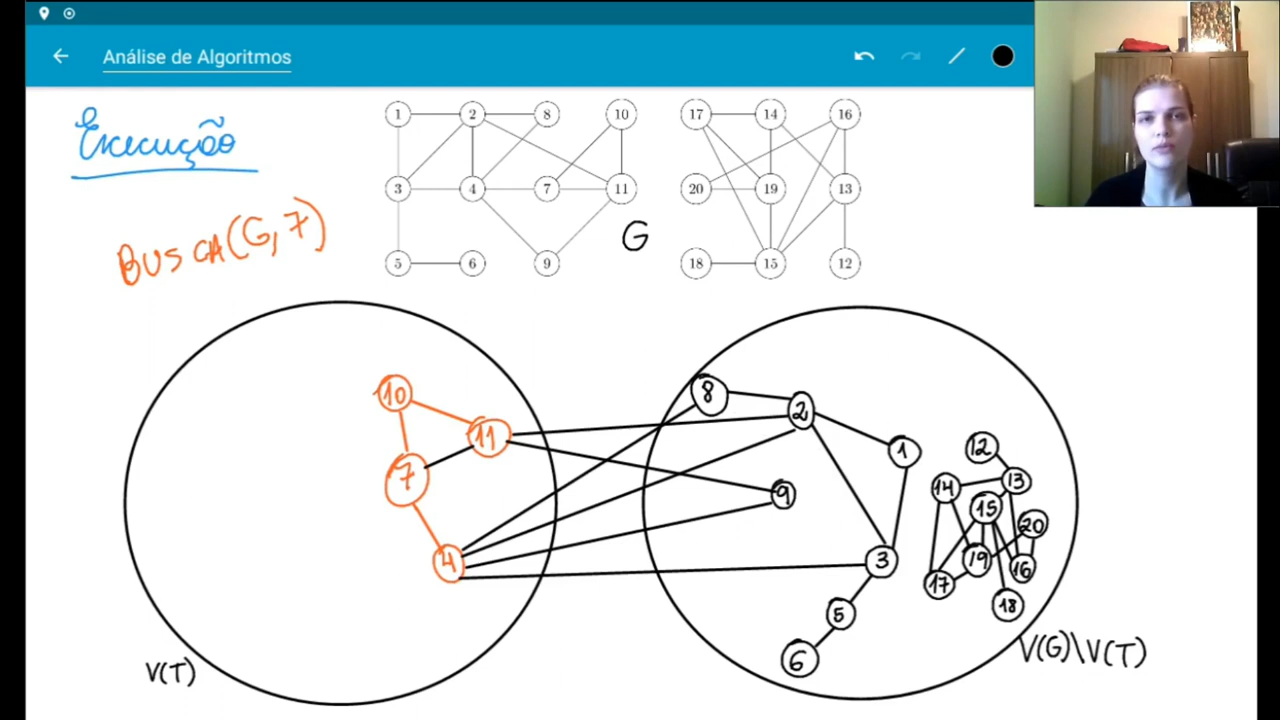 Análise de Algoritmos
Execução
BUSCA(G, 7)
1 2 8 10 17 14 16
3 4 7 11 20 19 13
G
5 6 9 18 15 12
10
8
2
11
1
12
7
14
13
9
15
20
4
3
19
16
17
18
5
6
V(T)
V(G)\V(T)